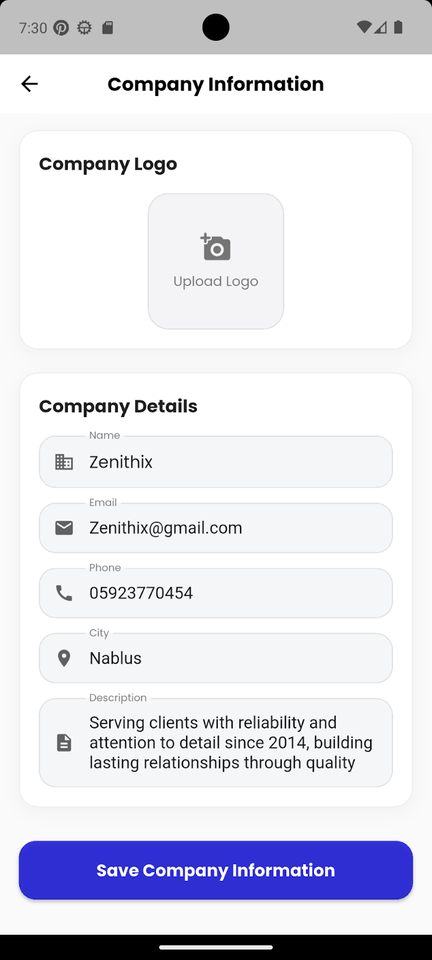 7:30
Company Information
Company Logo
Upload Logo
Company Details
Name
Zenithix
Email
Zenithix@gmail.com
Phone
05923770454
City
Nablus
Description
Serving clients with reliability and
attention to detail since 2014, building
lasting relationships through quality
Save Company Information